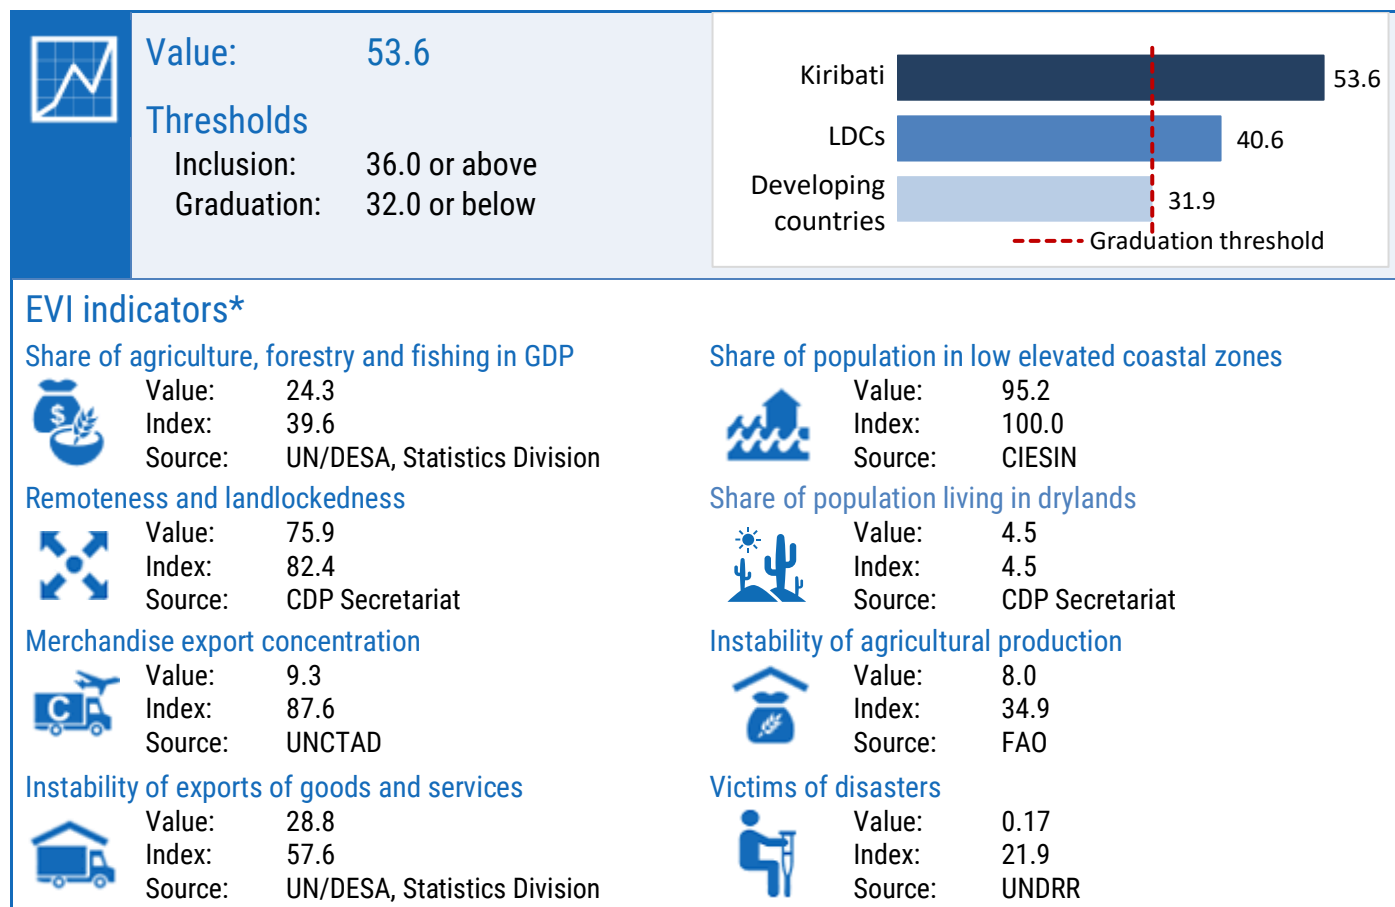 Value: 53.6
Thresholds
Inclusion: 36.0 or above
Graduation: 32.0 or below
Kiribati 53.6
LDCs 40.6
Developing
countries 31.9
Graduation threshold
EVI indicators*
Share of agriculture, forestry and fishing in GDP
Value: 24.3
Index: 39.6
Source: UN/DESA, Statistics Division
Share of population in low elevated coastal zones
Value: 95.2
Index: 100.0
Source: CIESIN
Remoteness and landlockedness
Value: 75.9
Index: 82.4
Source: CDP Secretariat
Share of population living in drylands
Value: 4.5
Index: 4.5
Source: CDP Secretariat
Merchandise export concentration
C
Value: 9.3
Index: 87.6
Source: UNCTAD
Instability of agricultural production
Value: 8.0
Index: 34.9
Source: FAO
Instability of exports of goods and services
Value: 28.8
Index: 57.6
Source: UN/DESA, Statistics Division
Victims of disasters
Value: 0.17
Index: 21.9
Source: UNDRR